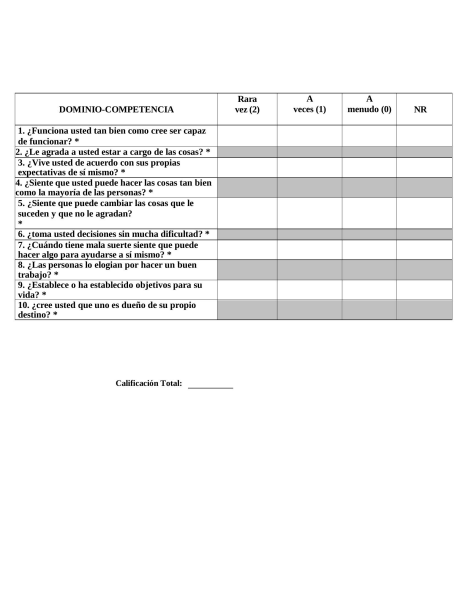 DOMINIO-COMPETENCIA Rara vez (2) A veces (1) A menudo (0) NR
1. ¿Funciona usted tan bien como cree ser capaz
de funcionar? *
2. ¿Le agrada a usted estar a cargo de las cosas? *
3. ¿Vive usted de acuerdo con sus propias
expectativas de sí mismo? *
4. ¿Siente que usted puede hacer las cosas tan bien
como la mayoría de las personas? *
5. ¿Siente que puede cambiar las cosas que le
suceden y que no le agradan?
*
6. ¿toma usted decisiones sin mucha dificultad? *
7. ¿Cuándo tiene mala suerte siente que puede
hacer algo para ayudarse a sí mismo? *
8. ¿Las personas lo elogian por hacer un buen
trabajo? *
9. ¿Establece o ha establecido objetivos para su
vida? *
10. ¿cree usted que uno es dueño de su propio
destino? *
Calificación Total: